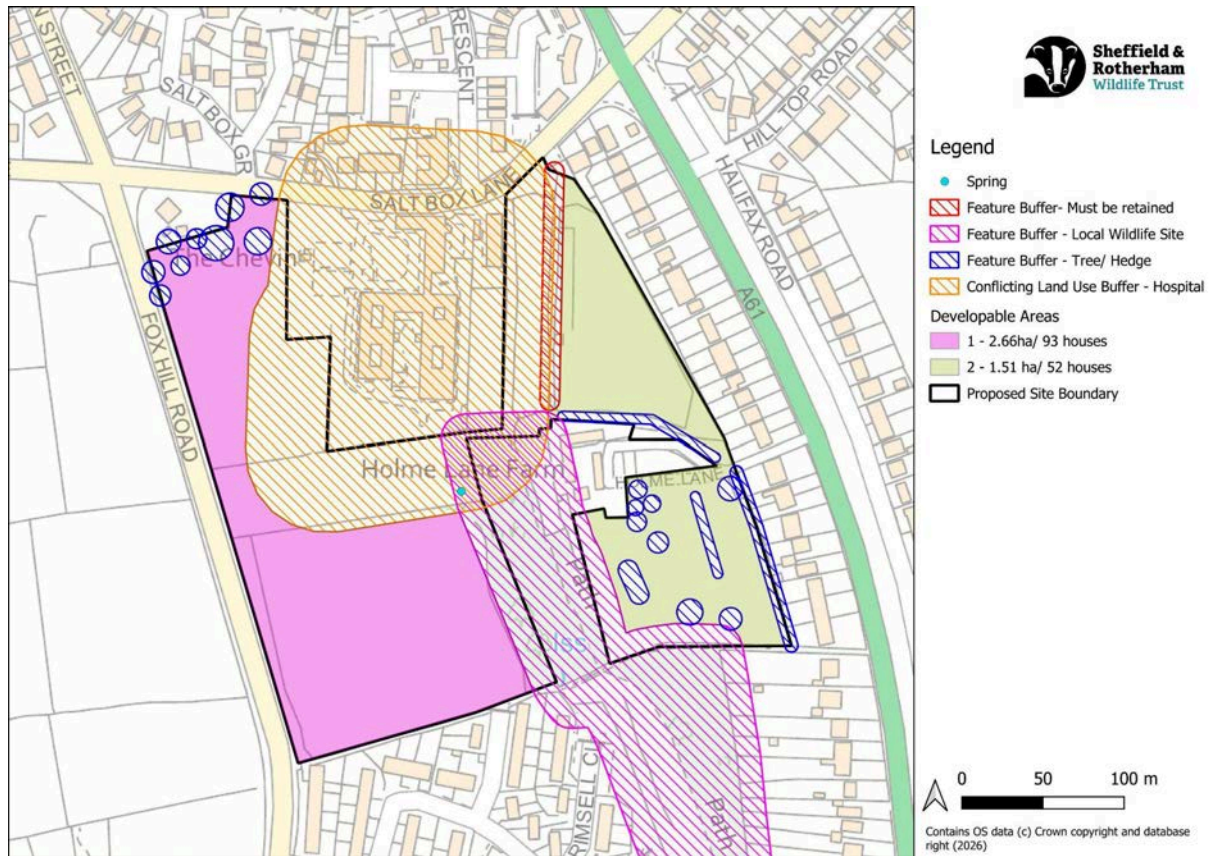 N STREET
SALT BOX GR
RESCENT
SALT BOX LANE
HILL TOP ROAD
HALIFAX ROAD
A61
The Chevin
FOX HILL ROAD
Holme Lane Farm
HOLME LANE
Path
Path
RIMSELL CL
Sheffield &
Rotherham
Wildlife Trust
Legend
Spring
Feature Buffer- Must be retained
Feature Buffer - Local Wildlife Site
Feature Buffer - Tree/ Hedge
Conflicting Land Use Buffer - Hospital
Developable Areas
1 - 2.66ha/ 93 houses
2 - 1.51 ha/ 52 houses
Proposed Site Boundary
0 50 100 m
Contains OS data (c) Crown copyright and database
right (2026)